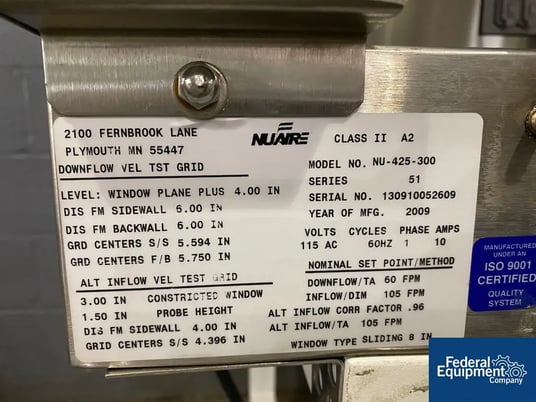 2100 FERNBROOK LANE
PLYMOUTH MN 55447
DOWNFLOW VEL TST GRID
LEVEL: WINDOW PLANE PLUS 4.00 IN
DIS FM SIDEWALL 6.00 IN
DIS FM BACKWALL 6.00 IN
GRD CENTERS S/S 5.594 IN
GRD CENTERS F/B 5.750 IN
ALT INFLOW VEL TEST GRID
3.00 IN CONSTRICTED WINDOW
1.50 IN PROBE HEIGHT
DIS FM SIDEWALL 4.00 IN
GRID CENTERS S/S 4.396 IN
NUAIRE
CLASS II A2
MODEL NO. NU-425-300
SERIES 51
SERIAL NO. 130910052609
YEAR OF MFG. 2009
VOLTS CYCLES PHASE AMPS
115 AC 60HZ 1 10
NOMINAL SET POINT/METHOD
DOWNFLOW/TA 60 FPM
INFLOW/DIM 105 FPM
ALT INFLOW CORR FACTOR .96
ALT INFLOW/TA 105 FPM
WINDOW TYPE SLIDING 8 IN
MANUFACTURED
UNDER AN
ISO 9001
CERTIFIED
QUALITY
SYSTEM
Federal
Equipment
Company